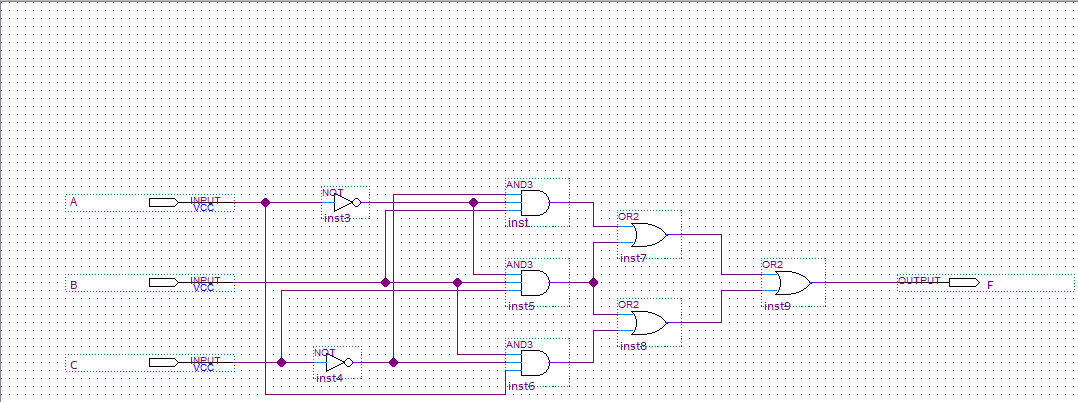 AND3
NOT
A
INPUT
VCC
inst3
inst
OR2
inst7
AND3
OR2
B
INPUT
VCC
OUTPUT
F
inst5
OR2
inst9
inst8
AND3
NOT
C
INPUT
VCC
inst4
inst6